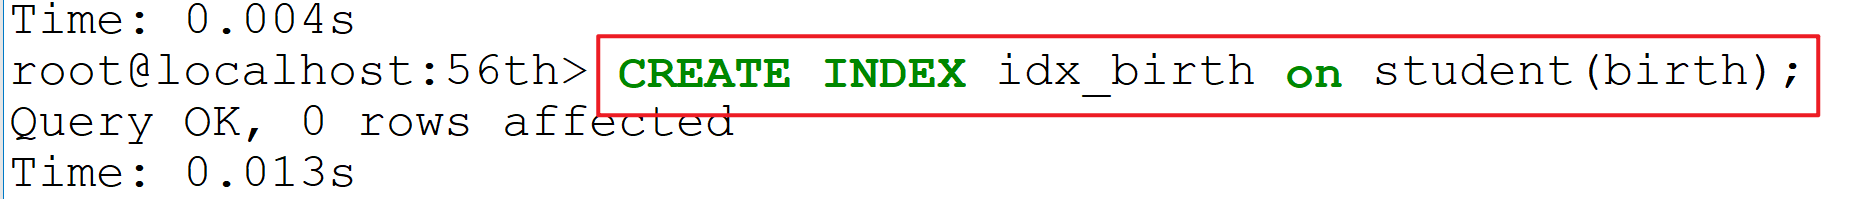 Time: 0.004s
root@localhost:56th> CREATE INDEX idx_birth on student(birth);
Query OK, 0 rows affected
Time: 0.013s